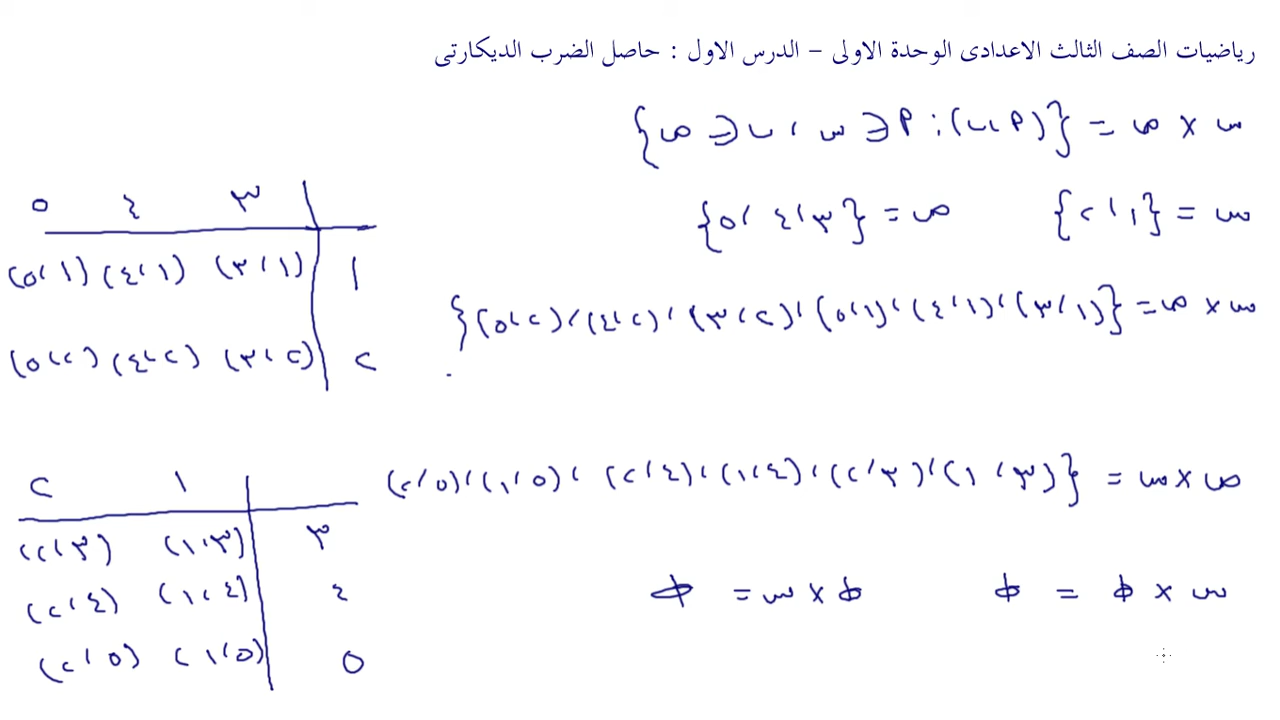 رياضيات الصف الثالث الاعدادى الوحدة الاولى – الدرس الاول : حاصل الضرب الديكارتى
س × ص = {(م ، ب) : م ∈ س ، ب ∈ ص}
س = {١ ، ٢} ص = {٣ ، ٤ ، ٥}
س × ص = {(١ ، ٣) ، (١ ، ٤) ، (١ ، ٥) ، (٢ ، ٣) ، (٢ ، ٤) ، (٢ ، ٥)}
ص × س = {(٣ ، ١) ، (٣ ، ٢) ، (٤ ، ١) ، (٤ ، ٢) ، (٥ ، ١) ، (٥ ، ٢)
س × ϕ = ϕ ϕ × س = ϕ
٣ ٤ ٥
١ (١ ، ٣) (١ ، ٤) (١ ، ٥)
٢ (٢ ، ٣) (٢ ، ٤) (٢ ، ٥)
١ ٢
٣ (٣ ، ١) (٣ ، ٢)
٤ (٤ ، ١) (٤ ، ٢)
٥ (٥ ، ١) (٥ ، ٢)